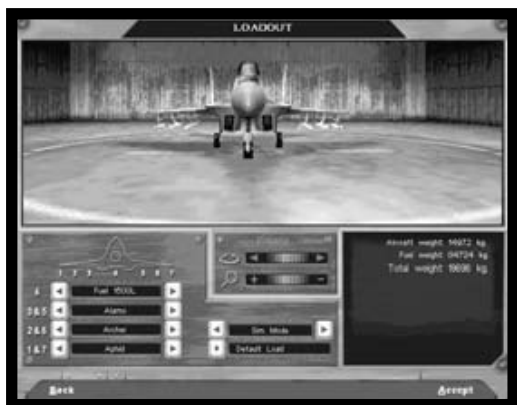 LOADOUT
Aircraft weight 14972 kg.
Fuel weight 04724 kg.
Total weight 19696 kg.
1 2 3 4 5 6 7
4 Fuel 1500L
3 & 5 Alamo
2 & 6 Archer
1 & 7 Aphid
Sim. Mode
Default Load
Back
Accept